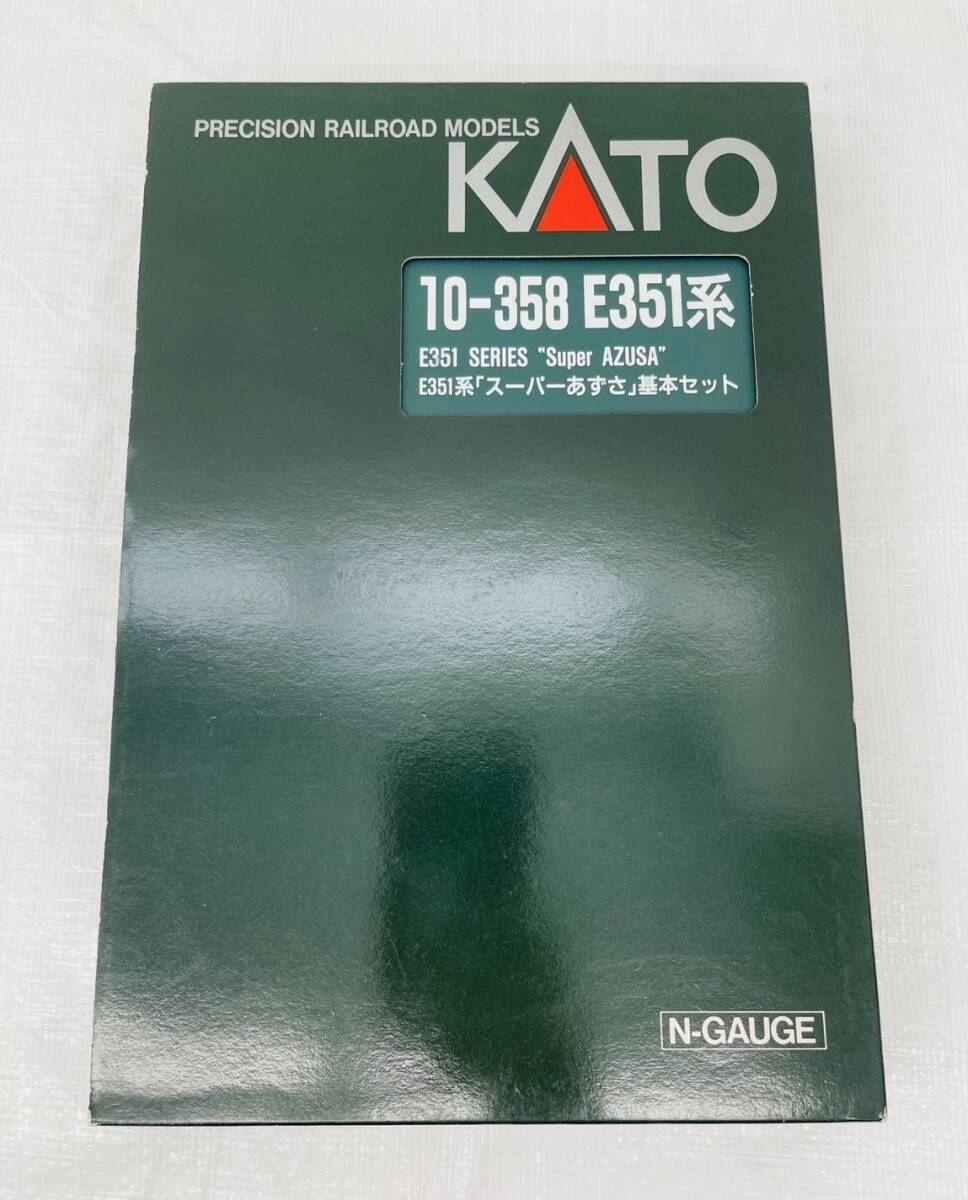 PRECISION RAILROAD MODELS
KATO
10-358 E351系
E351 SERIES "Super AZUSA"
E351系「スーパーあずさ」基本セット
N-GAUGE